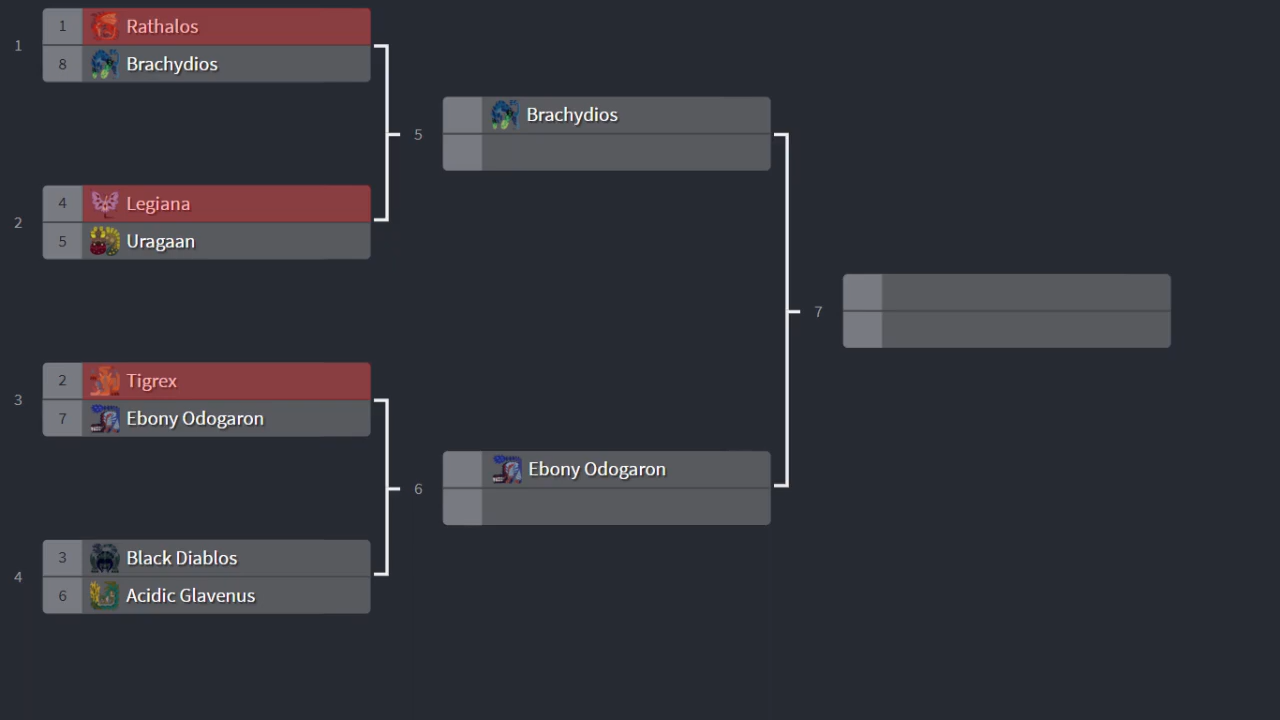 1
1 Rathalos
8 Brachydios
2
4 Legiana
5 Uragaan
3
2 Tigrex
7 Ebony Odogaron
4
3 Black Diablos
6 Acidic Glavenus
5
Brachydios
6
Ebony Odogaron
7